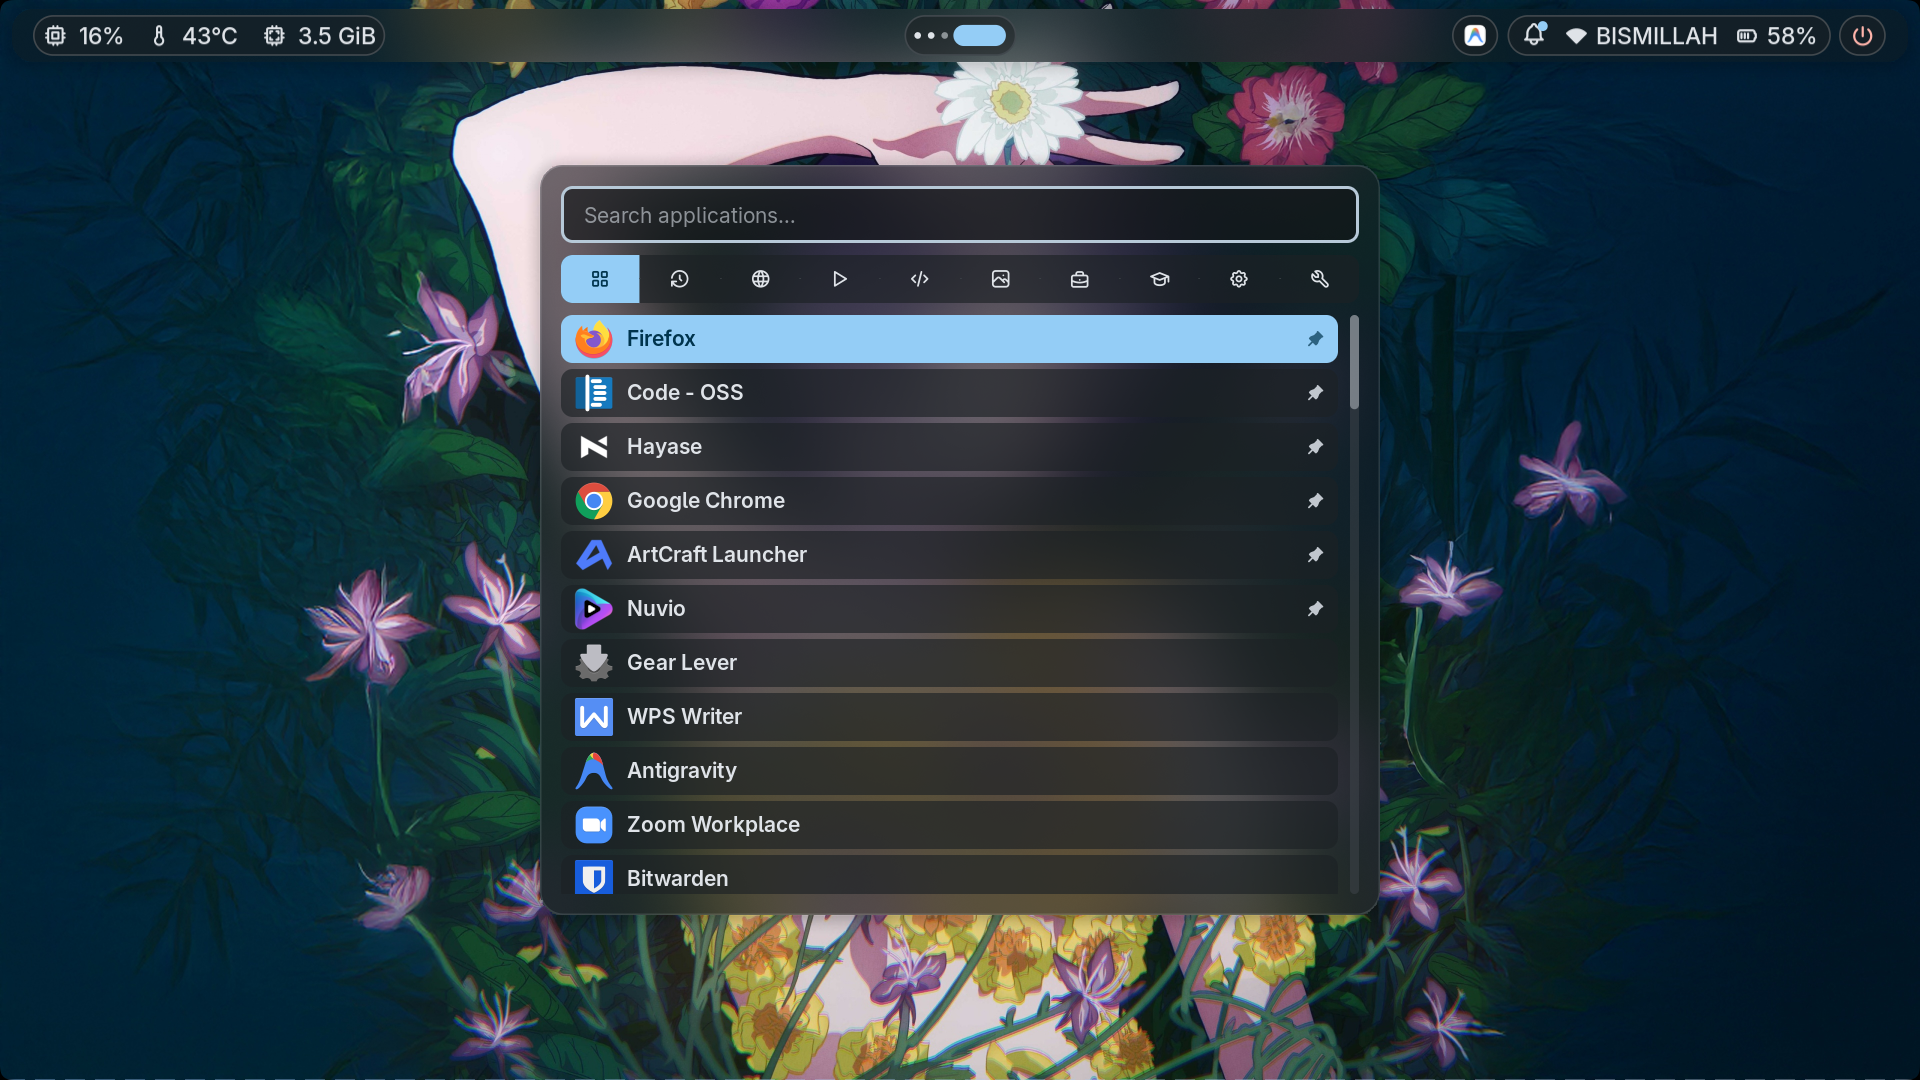 16% 43°C 3.5 GiB BISMILLAH 58%
Search applications...
Firefox
Code - OSS
Hayase
Google Chrome
ArtCraft Launcher
Nuvio
Gear Lever
WPS Writer
Antigravity
Zoom Workplace
Bitwarden